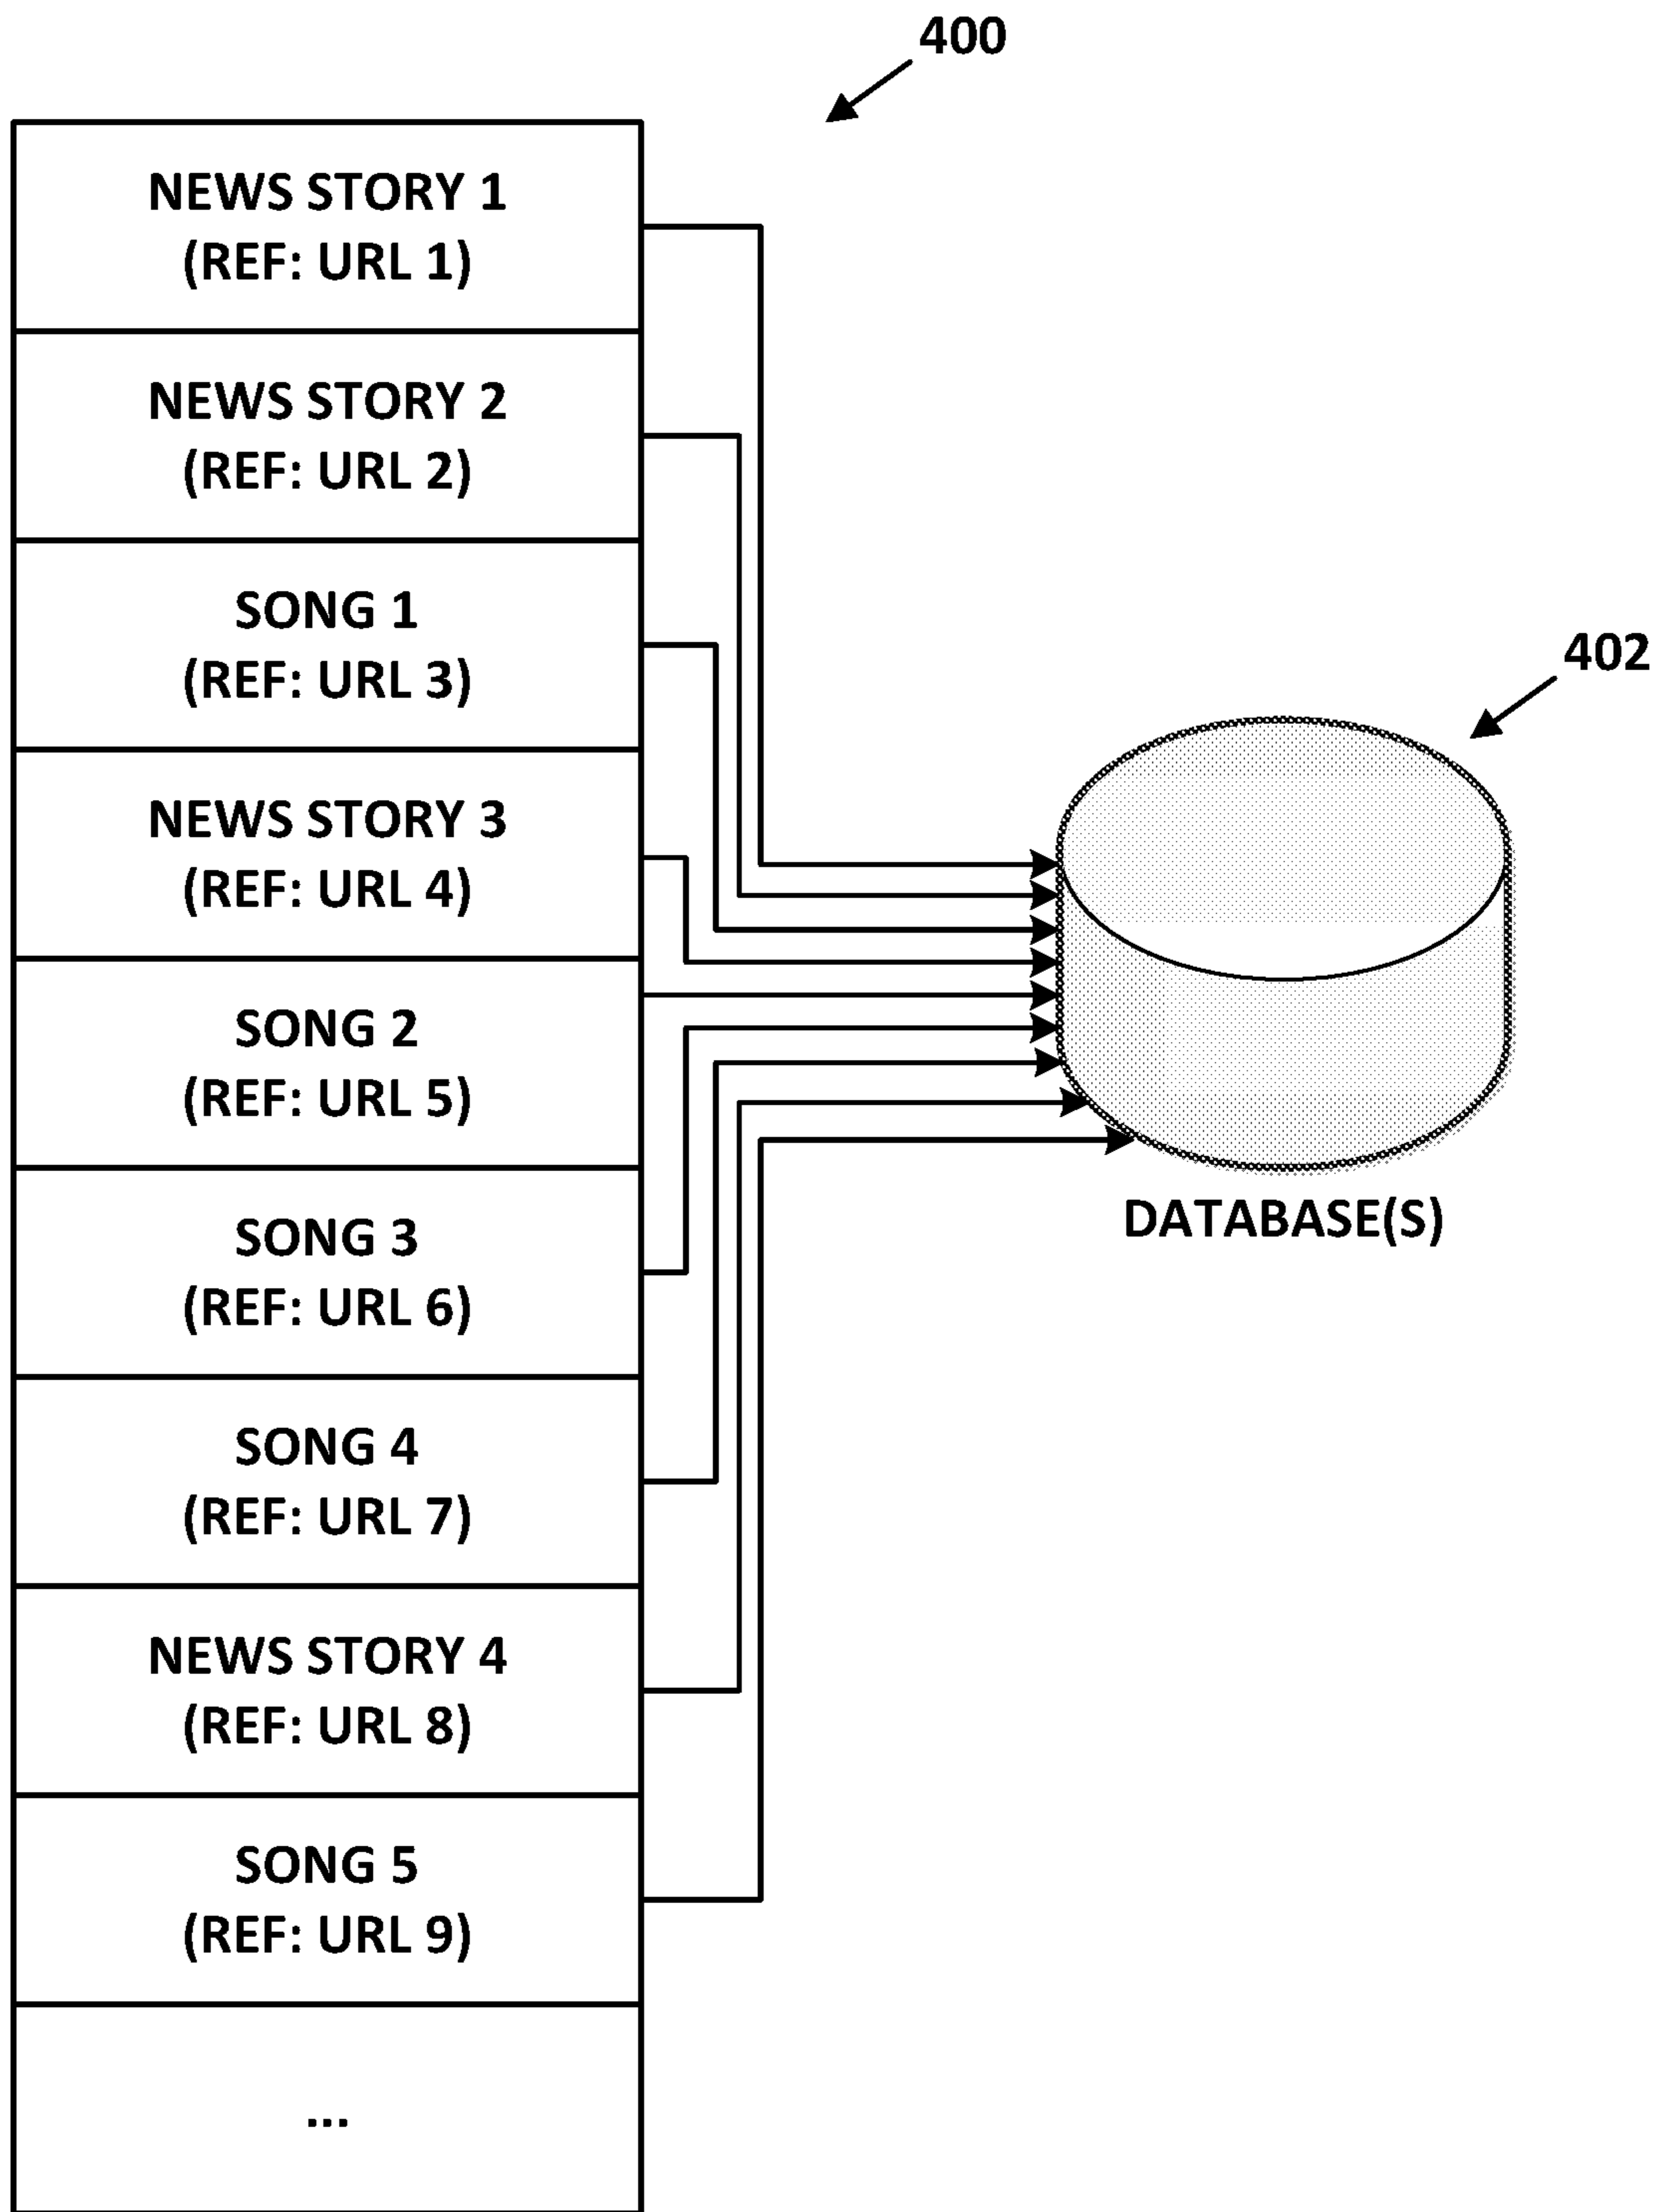 400
NEWS STORY 1
(REF: URL 1)
NEWS STORY 2
(REF: URL 2)
SONG 1
(REF: URL 3)
402
NEWS STORY 3
(REF: URL 4)
SONG 2
(REF: URL 5)
DATABASE(S)
SONG 3
(REF: URL 6)
SONG 4
(REF: URL 7)
NEWS STORY 4
(REF: URL 8)
SONG 5
(REF: URL 9)
...